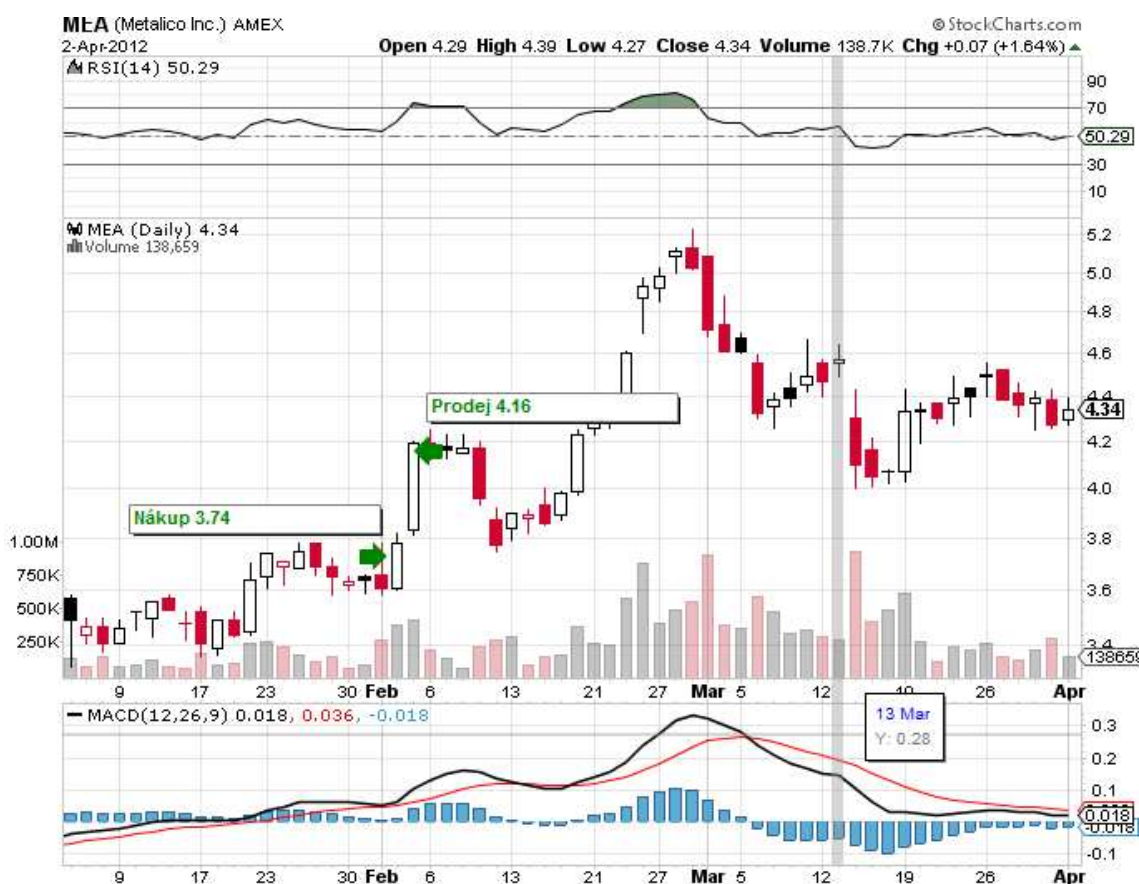 MEA (Metalico Inc.) AMEX © StockCharts.com
2-Apr-2012 Open 4.29 High 4.39 Low 4.27 Close 4.34 Volume 138.7K Chg +0.07 (+1.64%)
RSI(14) 50.29
90
70
50.29
30
10
MEA (Daily) 4.34
Volume 138,659
5.2
5.0
4.8
4.6
4.4
4.34
4.2
4.0
3.8
3.6
3.4
Prodej 4.16
Nákup 3.74
1.00M
750K
500K
250K
138659
9 17 23 30 Feb 6 13 21 27 Mar 5 12 19 26 Apr
MACD(12,26,9) 0.018, 0.036, -0.018
13 Mar
Y: 0.28
0.3
0.2
0.1
0.018
-0.018
-0.1
9 17 23 30 Feb 6 13 21 27 Mar 5 12 19 26 Apr